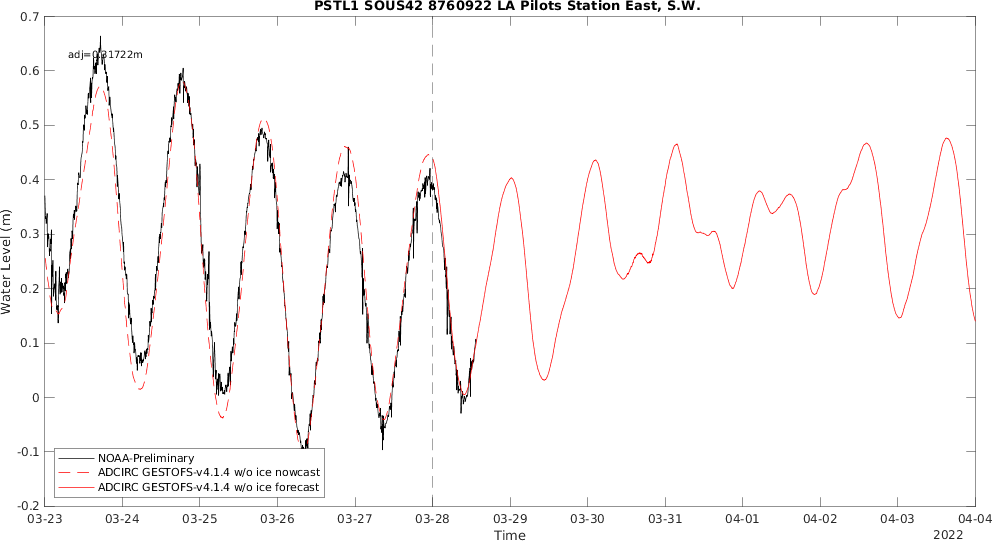 PSTL1 SOUS42 8760922 LA Pilots Station East, S.W.
adj=0.31722m
Water Level (m)
0.7
0.6
0.5
0.4
0.3
0.2
0.1
0
-0.1
-0.2
NOAA-Preliminary
ADCIRC GESTOFS-v4.1.4 w/o ice nowcast
ADCIRC GESTOFS-v4.1.4 w/o ice forecast
03-23 03-24 03-25 03-26 03-27 03-28 03-29 03-30 03-31 04-01 04-02 04-03 04-04
Time
2022